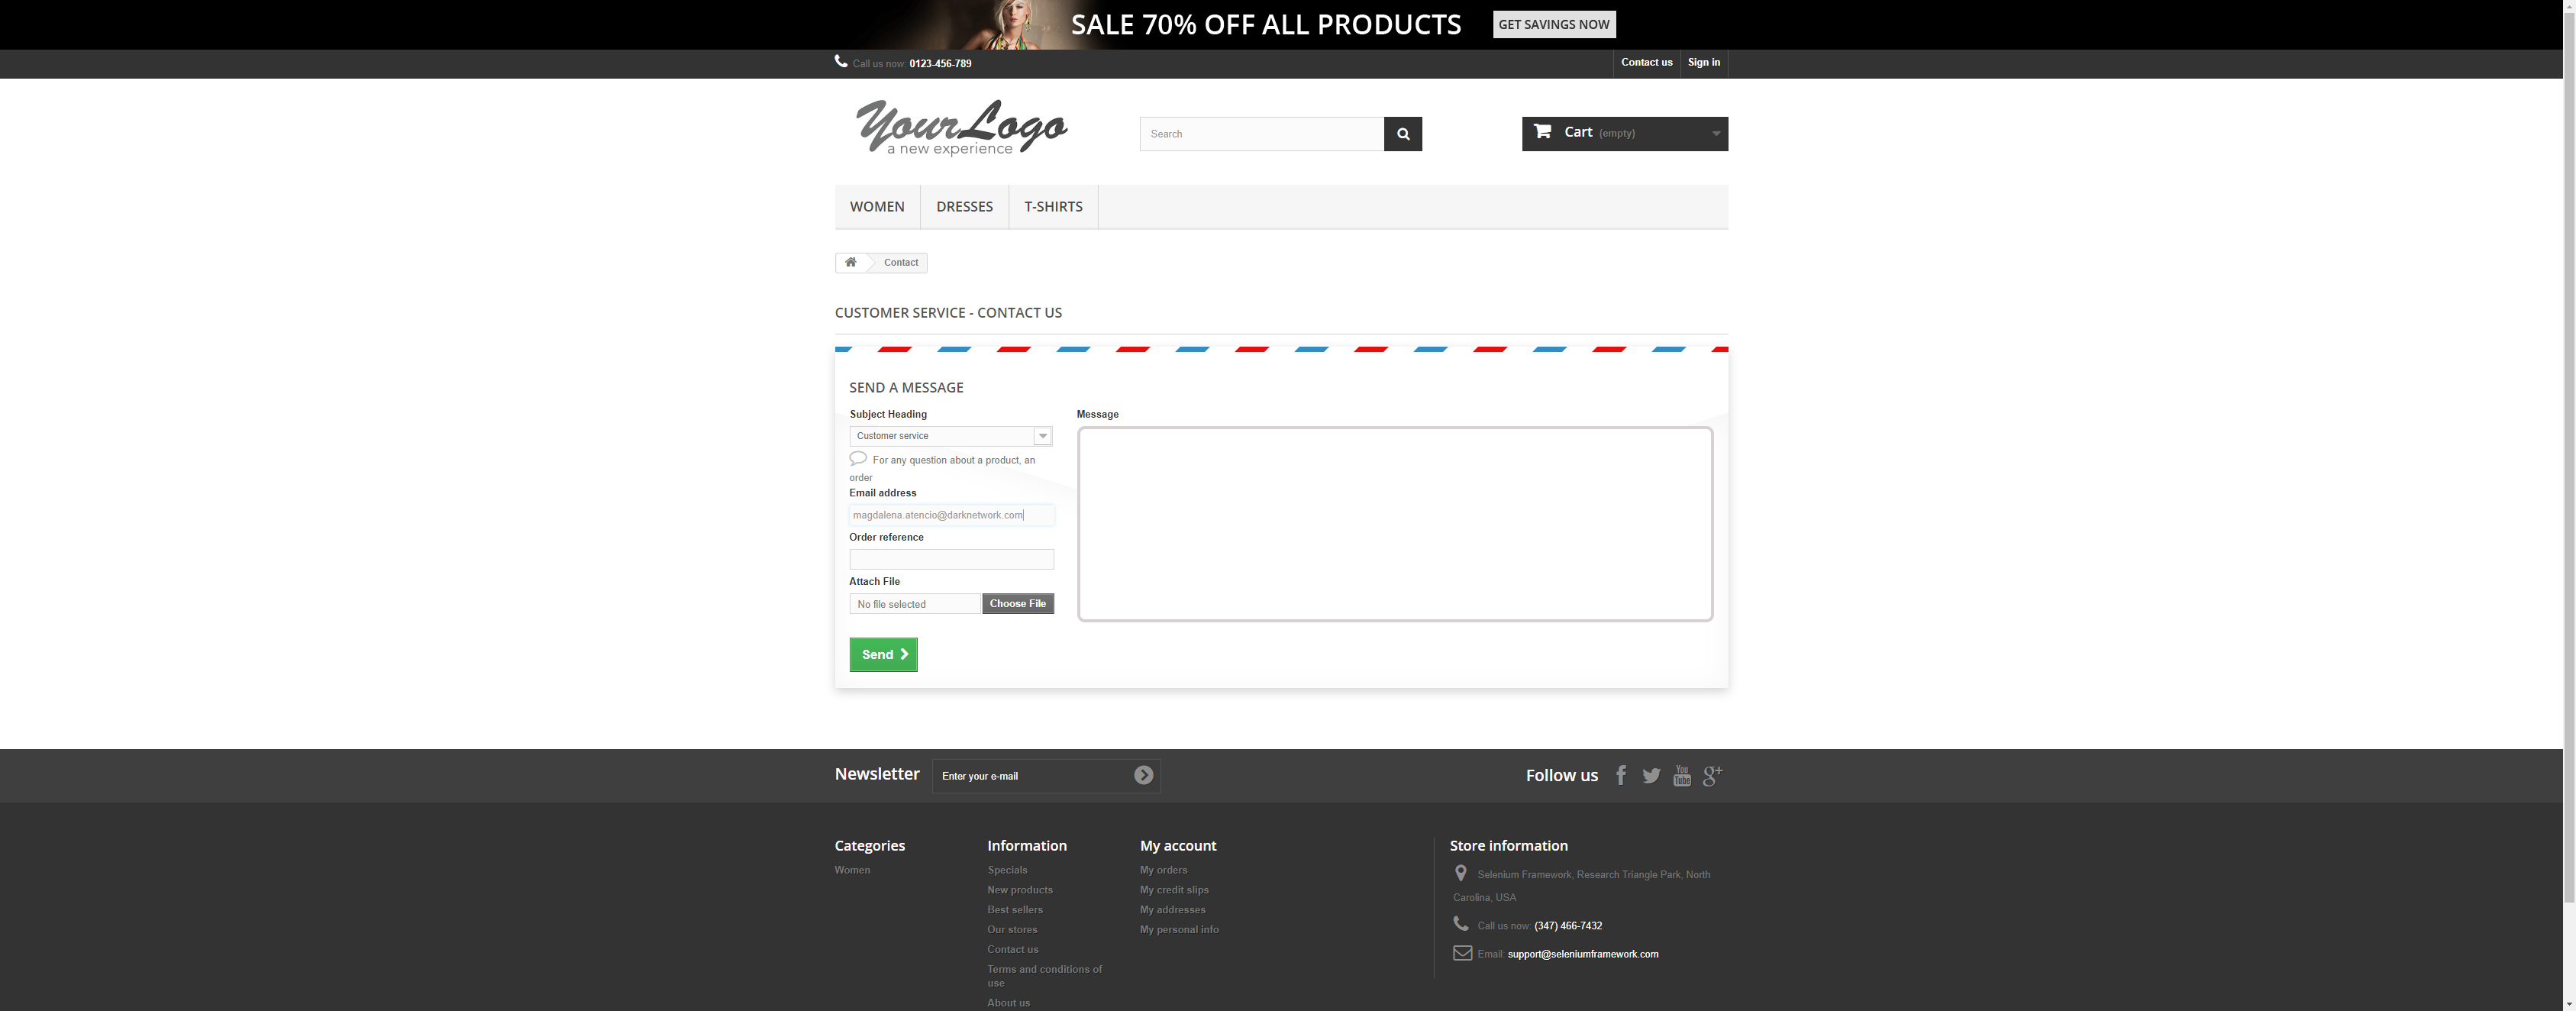 SALE 70% OFF ALL PRODUCTS GET SAVINGS NOW
Call us now: 0123-456-789 Contact us Sign in
YourLogo
a new experience
Search
Cart (empty)
WOMEN DRESSES T-SHIRTS
Contact
CUSTOMER SERVICE - CONTACT US
SEND A MESSAGE
Subject Heading
Customer service
For any question about a product, an
order
Email address
magdalena.atencio@darknetwork.com
Order reference
Attach File
No file selected Choose File
Message
Send
Newsletter Enter your e-mail
Follow us
You
Tube
g+
Categories
Women
Information
Specials
New products
Best sellers
Our stores
Contact us
Terms and conditions of
use
About us
My account
My orders
My credit slips
My addresses
My personal info
Store information
Selenium Framework, Research Triangle Park, North
Carolina, USA
Call us now: (347) 466-7432
Email: support@seleniumframework.com